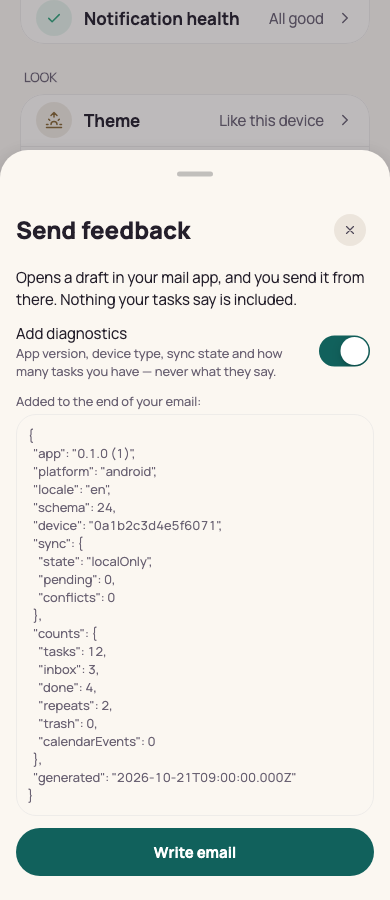 Notification health
All good
LOOK
Theme
Like this device
Send feedback
Opens a draft in your mail app, and you send it from
there. Nothing your tasks say is included.
Add diagnostics
App version, device type, sync state and how
many tasks you have — never what they say.
Added to the end of your email:
{
"app": "0.1.0 (1)",
"platform": "android",
"locale": "en",
"schema": 24,
"device": "0a1b2c3d4e5f6071",
"sync": {
"state": "localOnly",
"pending": 0,
"conflicts": 0
},
"counts": {
"tasks": 12,
"inbox": 3,
"done": 4,
"repeats": 2,
"trash": 0,
"calendarEvents": 0
},
"generated": "2026-10-21T09:00:00.000Z"
}
Write email